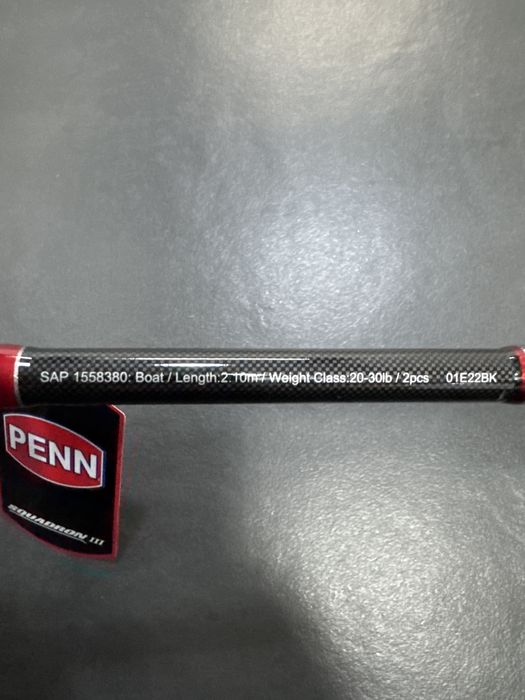 SAP 1558380: Boat / Length:2.10m / Weight Class:20-30lb / 2pcs 01E22BK
PENN
SQUADRON III